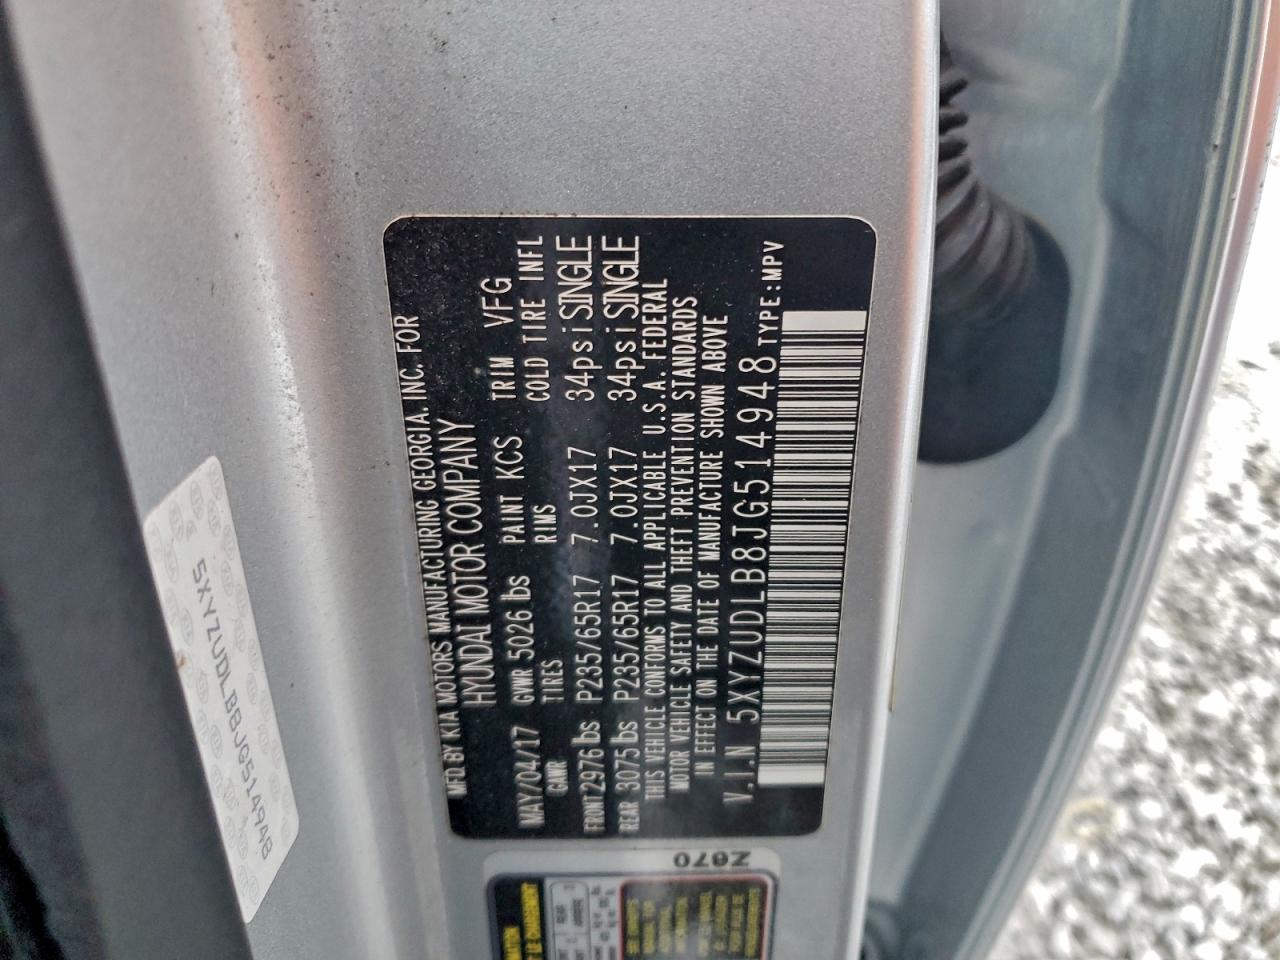 MFD. BY KIA MOTORS MANUFACTURING GEORGIA. INC. FOR
HYUNDAI MOTOR COMPANY
MAY/04/17 GVWR 5026 lbs PAINT KCS TRIM VFG
GAWR TIRES RIMS COLD TIRE INFL
FRONT 2976 lbs P235/65R17 7.0JX17 34psi SINGLE
REAR 3075 lbs P235/65R17 7.0JX17 34psi SINGLE
THIS VEHICLE CONFORMS TO ALL APPLICABLE U.S.A. FEDERAL
MOTOR VEHICLE SAFETY AND THEFT PREVENTION STANDARDS
IN EFFECT ON THE DATE OF MANUFACTURE SHOWN ABOVE
V.I.N 5XYZUDLB8JG514948 TYPE:MPV
5XYZUDLB8JG514948
Z070